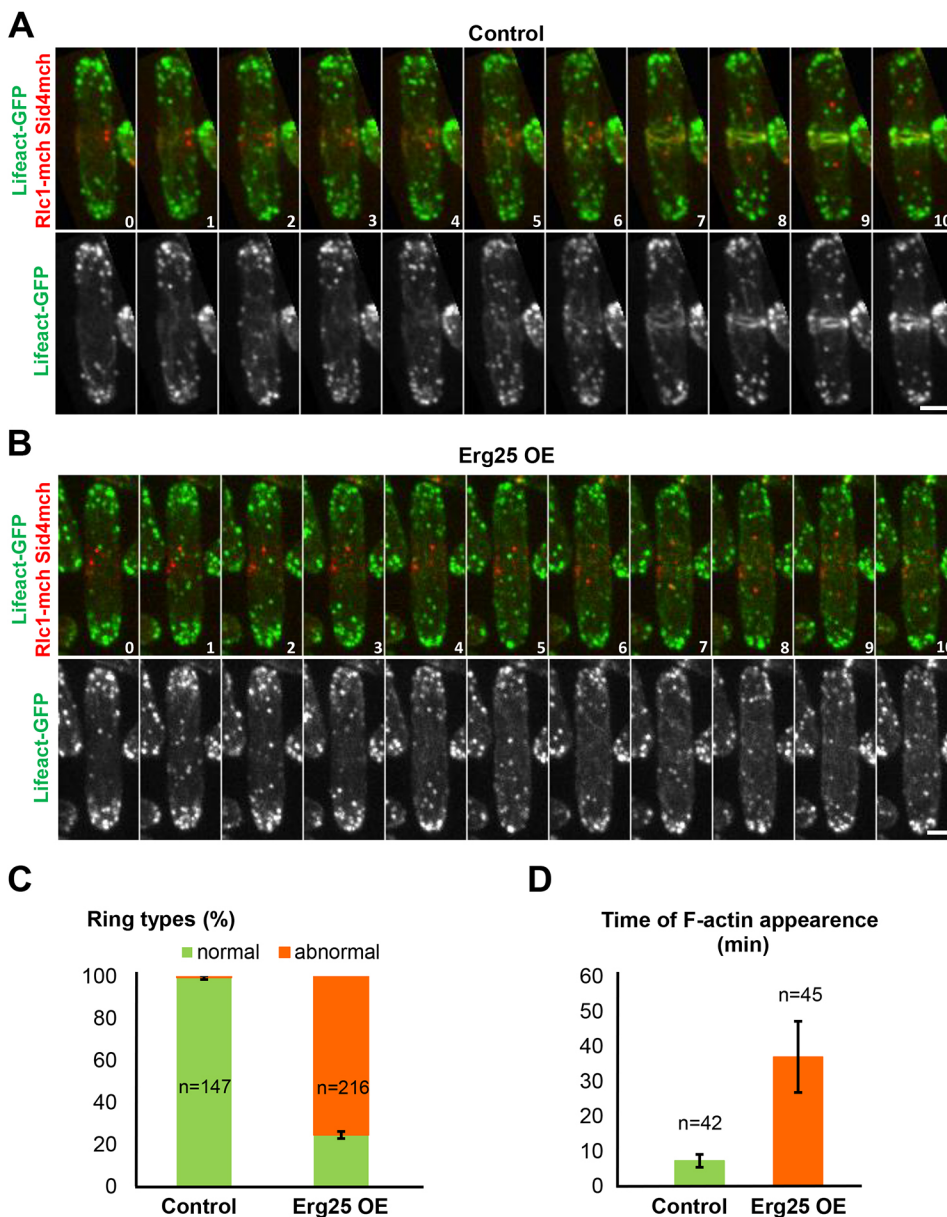 A
Control
Lifeact-GFP
Rlc1-mch Sid4mch
0 1 2 3 4 5 6 7 8 9 10
Lifeact-GFP
B
Erg25 OE
Lifeact-GFP
Rlc1-mch Sid4mch
0 1 2 3 4 5 6 7 8 9 10
Lifeact-GFP
C
Ring types (%)
normal abnormal
100
80
60
40
20
0
n=147
n=216
Control Erg25 OE
D
Time of F-actin appearence
(min)
60
50
40
30
20
10
0
n=42
n=45
Control Erg25 OE